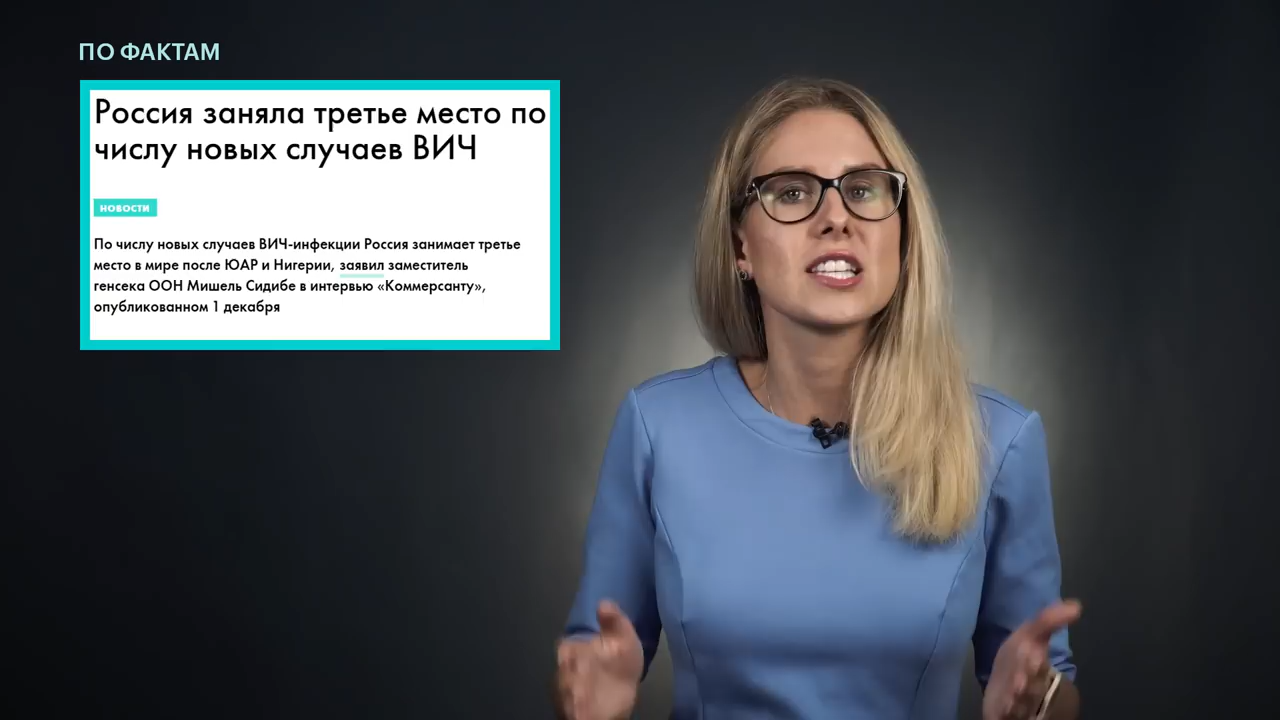 ПО ФАКТАМ
Россия заняла третье место по
числу новых случаев ВИЧ
НОВОСТИ
По числу новых случаев ВИЧ-инфекции Россия занимает третье
место в мире после ЮАР и Нигерии, заявил заместитель
генсека ООН Мишель Сидибе в интервью «Коммерсанту»,
опубликованном 1 декабря